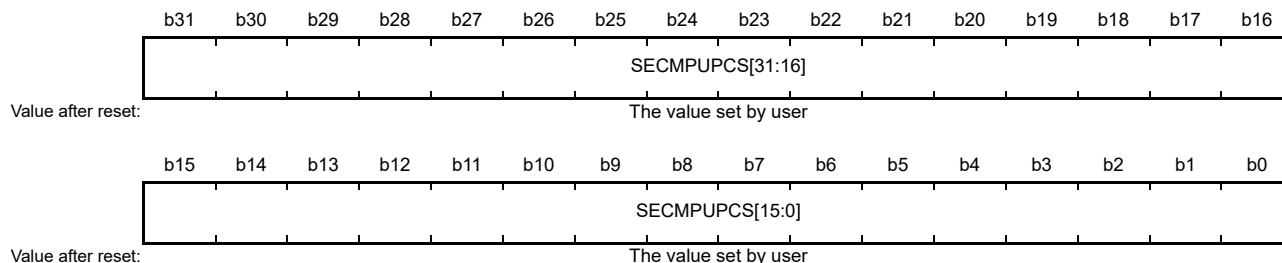 b31 b30 b29 b28 b27 b26 b25 b24 b23 b22 b21 b20 b19 b18 b17 b16
SECMPUPCS[31:16]
Value after reset: The value set by user
b15 b14 b13 b12 b11 b10 b9 b8 b7 b6 b5 b4 b3 b2 b1 b0
SECMPUPCS[15:0]
Value after reset: The value set by user